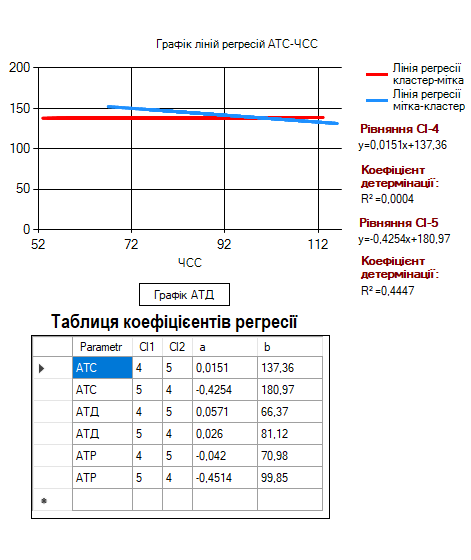 Графік ліній регресій АТС-ЧСС
200
150
100
50
0
52
72
92
112
ЧСС
Лінія регресії
кластер-мітка
Лінія регресії
мітка-кластер
Рівняння СІ-4
y=0,0151x+137,36
Коефіцієнт
детермінації:
R² =0,0004
Рівняння СІ-5
y=-0,4254x+180,97
Коефіцієнт
детермінації:
R² =0,4447
Графік АТД
Таблиця коефіцієнтів регресії
Parametr Cl1 Cl2 a b
АТС 4 5 0,0151 137,36
АТС 5 4 -0,4254 180,97
АТД 4 5 0,0571 66,37
АТД 5 4 0,026 81,12
АТР 4 5 -0,042 70,98
АТР 5 4 -0,4514 99,85